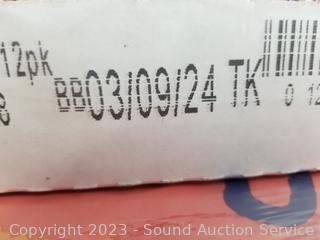 12pk
BB03/09/24 TK
0 12
Copyright 2023 - Sound Auction Service